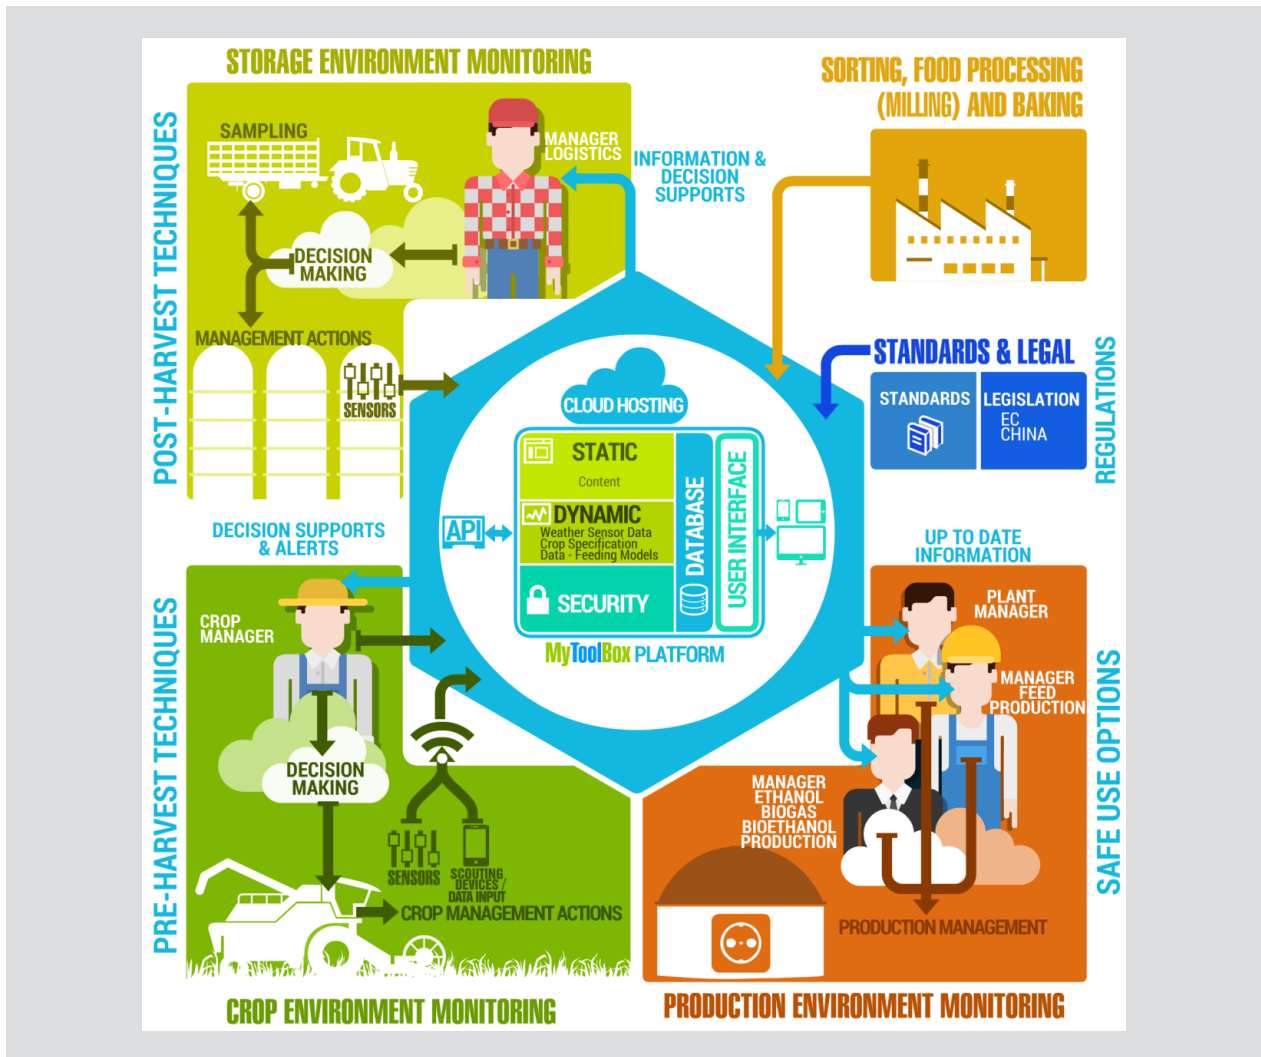 STORAGE ENVIRONMENT MONITORING
SORTING, FOOD PROCESSING
(MILLING) AND BAKING
POST-HARVEST TECHNIQUES
SAMPLING
MANAGER
LOGISTICS
INFORMATION &
DECISION
SUPPORTS
DECISION
MAKING
MANAGEMENT ACTIONS
SENSORS
STANDARDS & LEGAL
STANDARDS
LEGISLATION
EC
CHINA
REGULATIONS
CLOUD HOSTING
STATIC
Content
DYNAMIC
Weather Sensor Data
Crop Specification
Data - Feeding Models
SECURITY
DATABASE
USER INTERFACE
API
MyToolBox PLATFORM
DECISION SUPPORTS
& ALERTS
UP TO DATE
INFORMATION
PRE-HARVEST TECHNIQUES
CROP
MANAGER
DECISION
MAKING
SENSORS
SCOUTING
DEVICES /
DATA INPUT
CROP MANAGEMENT ACTIONS
CROP ENVIRONMENT MONITORING
PLANT
MANAGER
MANAGER
FEED
PRODUCTION
MANAGER
ETHANOL
BIOGAS
BIOETHANOL
PRODUCTION
PRODUCTION MANAGEMENT
SAFE USE OPTIONS
PRODUCTION ENVIRONMENT MONITORING